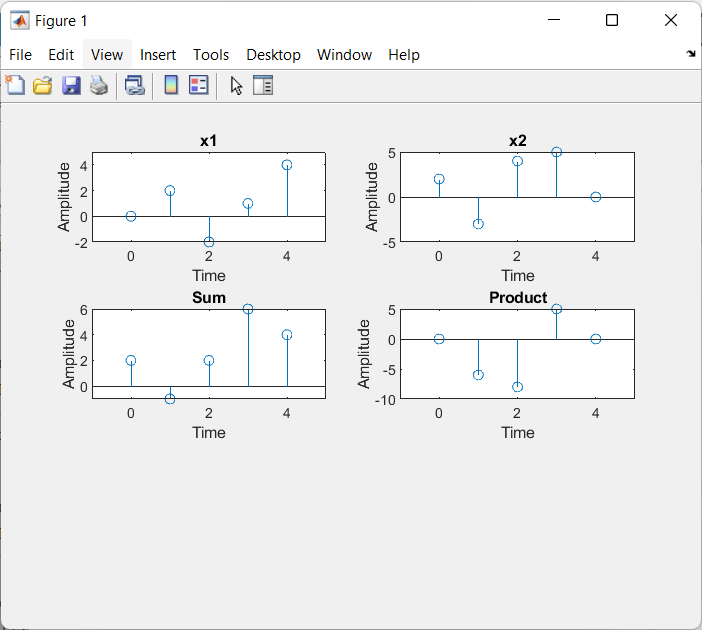 Figure 1
File Edit View Insert Tools Desktop Window Help
x1
Amplitude
4
2
0
-2
0 2 4
Time
x2
Amplitude
5
0
-5
0 2 4
Time
Sum
Amplitude
6
4
2
0
0 2 4
Time
Product
Amplitude
5
0
-5
-10
0 2 4
Time